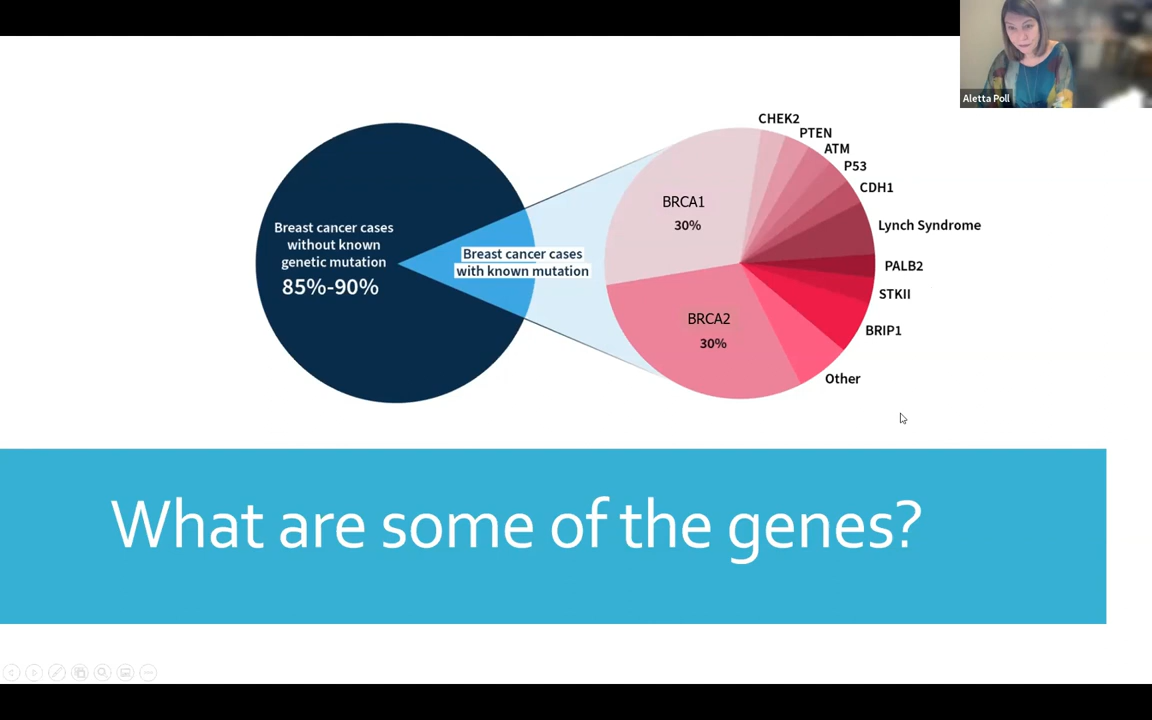 Aletta Poll
CHEK2
PTEN
ATM
P53
CDH1
Lynch Syndrome
PALB2
STKII
BRIP1
Other
BRCA1
30%
BRCA2
30%
Breast cancer cases
without known
genetic mutation
85%-90%
Breast cancer cases
with known mutation
What are some of the genes?